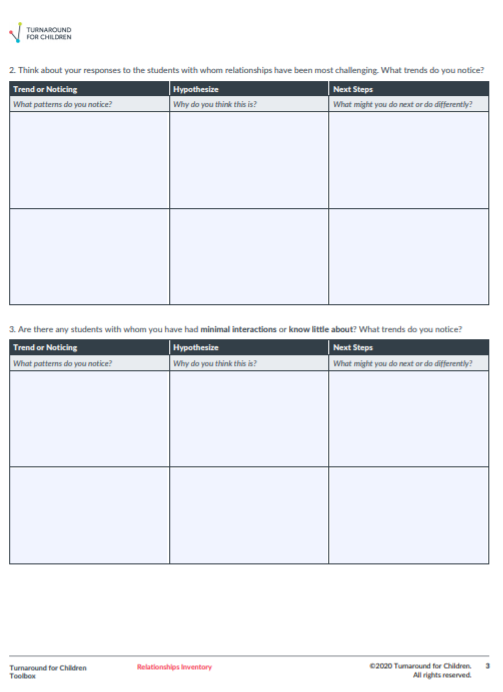 TURNAROUND
FOR CHILDREN
2. Think about your responses to the students with whom relationships have been most challenging. What trends do you notice?
Trend or Noticing Hypothesize Next Steps
What patterns do you notice? Why do you think this is? What might you do next or do differently?
3. Are there any students with whom you have had minimal interactions or know little about? What trends do you notice?
Trend or Noticing Hypothesize Next Steps
What patterns do you notice? Why do you think this is? What might you do next or do differently?
Turnaround for Children Relationships Inventory ©2020 Turnaround for Children. 3
Toolbox All rights reserved.